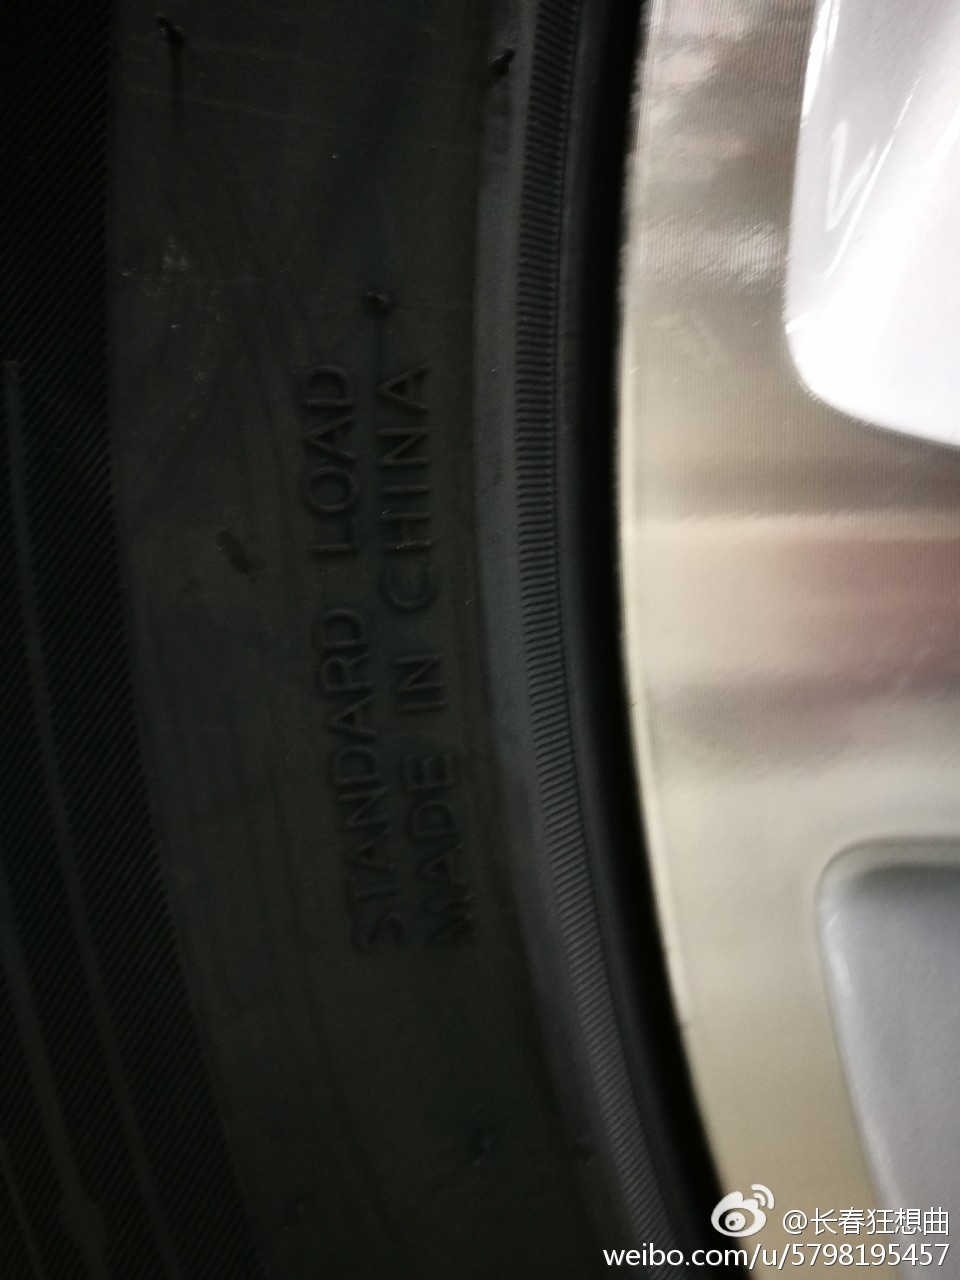 STANDARD LOAD
MADE IN CHINA
@长春狂想曲
weibo.com/u/5798195457